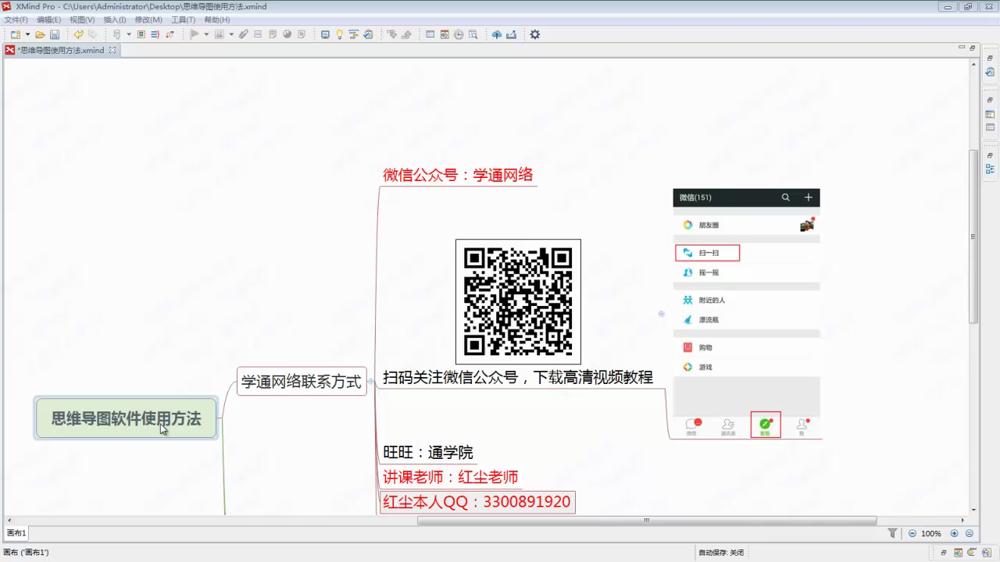 XMind Pro - C:\Users\Administrator\Desktop\思维导图使用方法.xmind
文件(F) 编辑(E) 视图(V) 插入(I) 修改(M) 工具(T) 帮助(H)
*思维导图使用方法.xmind
微信公众号：学通网络
微信(151)
朋友圈
扫一扫
摇一摇
附近的人
漂流瓶
购物
游戏
微信 通讯录 发现 我
扫码关注微信公众号，下载高清视频教程
学通网络联系方式
思维导图软件使用方法
旺旺：通学院
讲课老师：红尘老师
红尘本人QQ：3300891920
画布1
100%
画布 ('画布1')
自动保存: 关闭